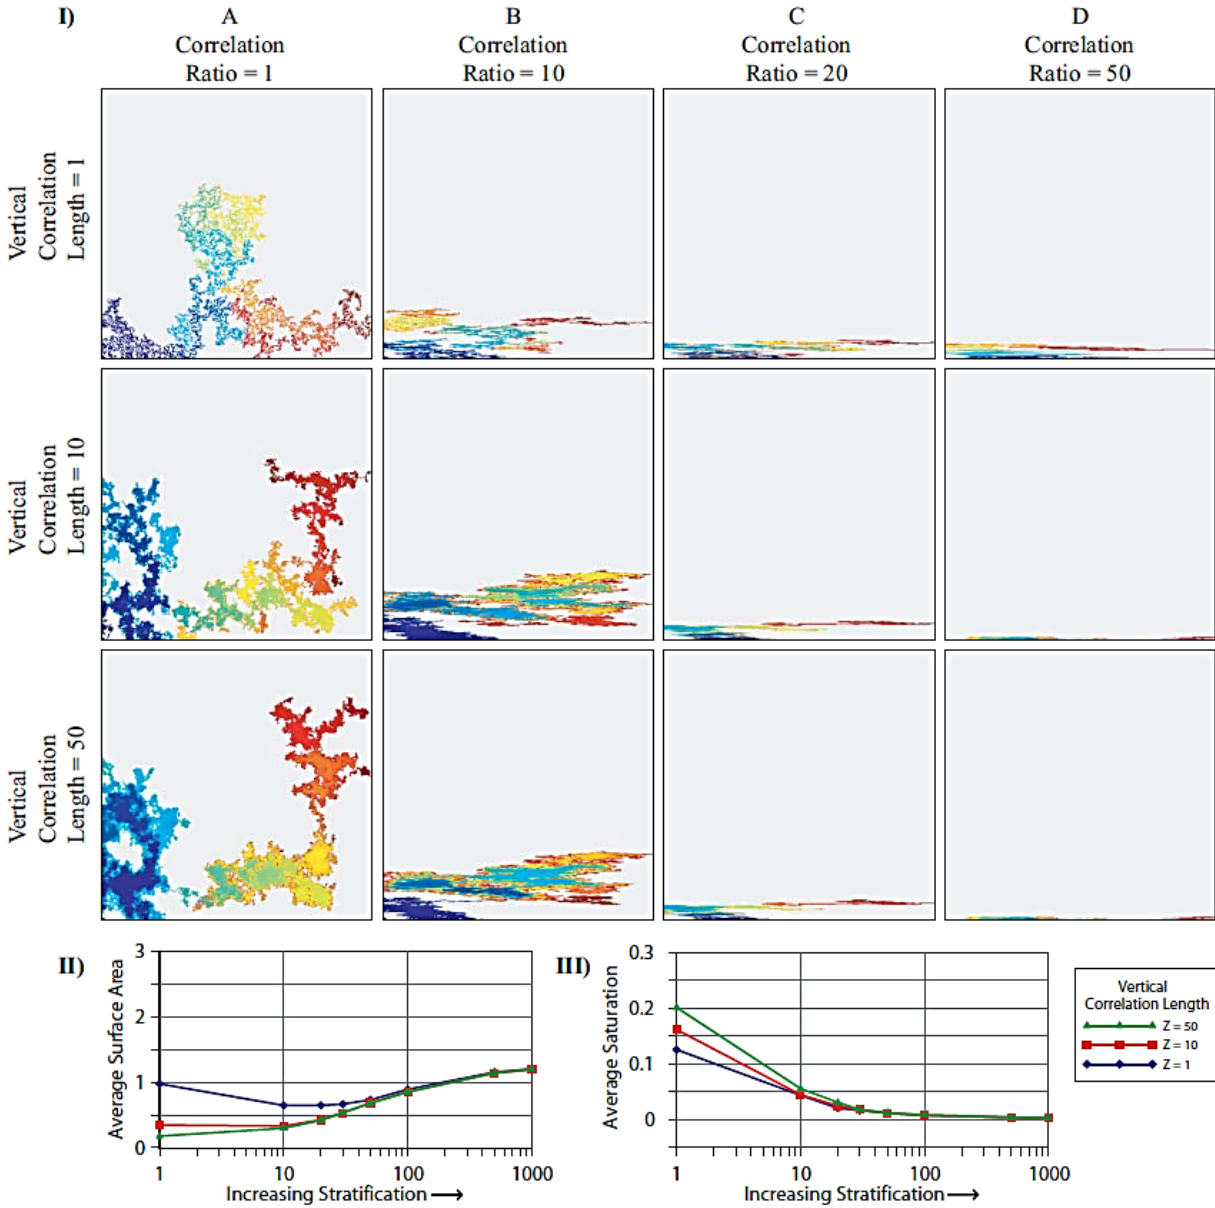 I)
A
Correlation
Ratio = 1
B
Correlation
Ratio = 10
C
Correlation
Ratio = 20
D
Correlation
Ratio = 50
Vertical
Correlation
Length = 1
Vertical
Correlation
Length = 10
Vertical
Correlation
Length = 50
II)
Average Surface Area
3
2
1
0
1
10
100
1000
Increasing Stratification →
III)
Average Saturation
0.3
0.2
0.1
0
1
10
100
1000
Increasing Stratification →
Vertical
Correlation Length
Z = 50
Z = 10
Z = 1